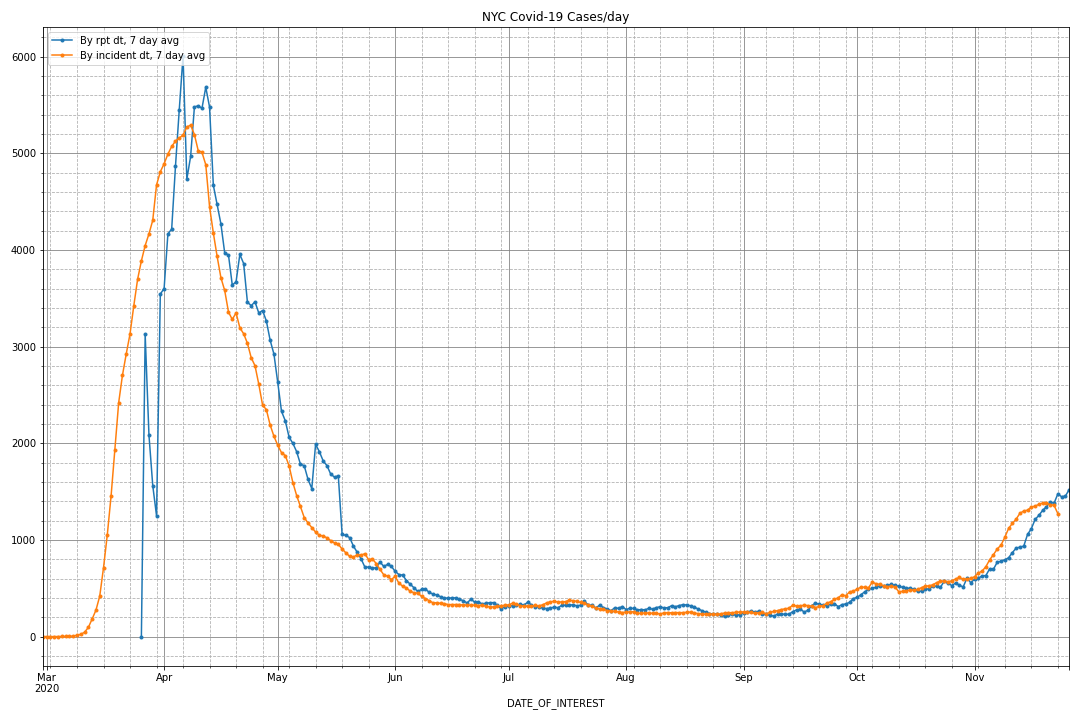 NYC Covid-19 Cases/day
By rpt dt, 7 day avg
By incident dt, 7 day avg
6000
5000
4000
3000
2000
1000
0
Mar Apr May Jun Jul Aug Sep Oct Nov
2020
DATE_OF_INTEREST